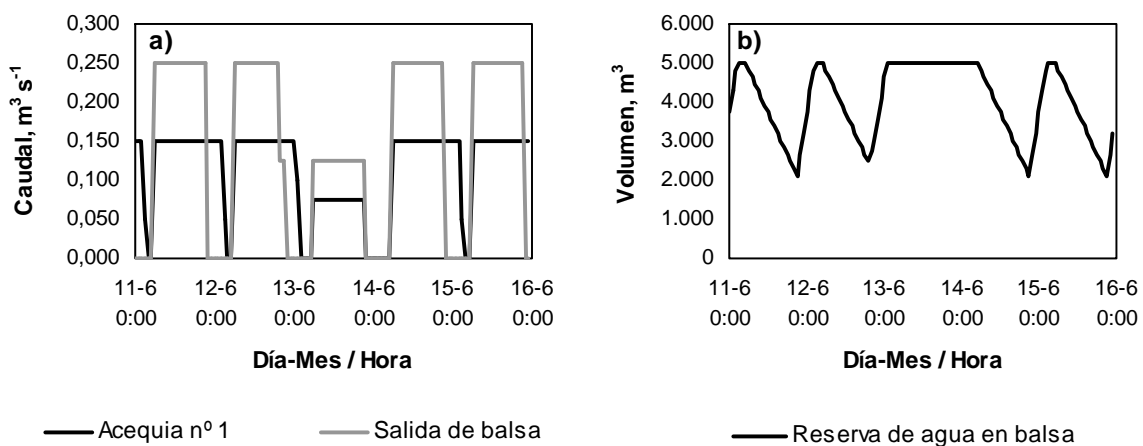 a)
Caudal, m³ s⁻¹
0,300
0,250
0,200
0,150
0,100
0,050
0,000
11-6 12-6 13-6 14-6 15-6 16-6
0:00 0:00 0:00 0:00 0:00 0:00
Día-Mes / Hora
Acequia nº 1 Salida de balsa
b)
Volumen, m³
6.000
5.000
4.000
3.000
2.000
1.000
0
11-6 12-6 13-6 14-6 15-6 16-6
0:00 0:00 0:00 0:00 0:00 0:00
Día-Mes / Hora
Reserva de agua en balsa